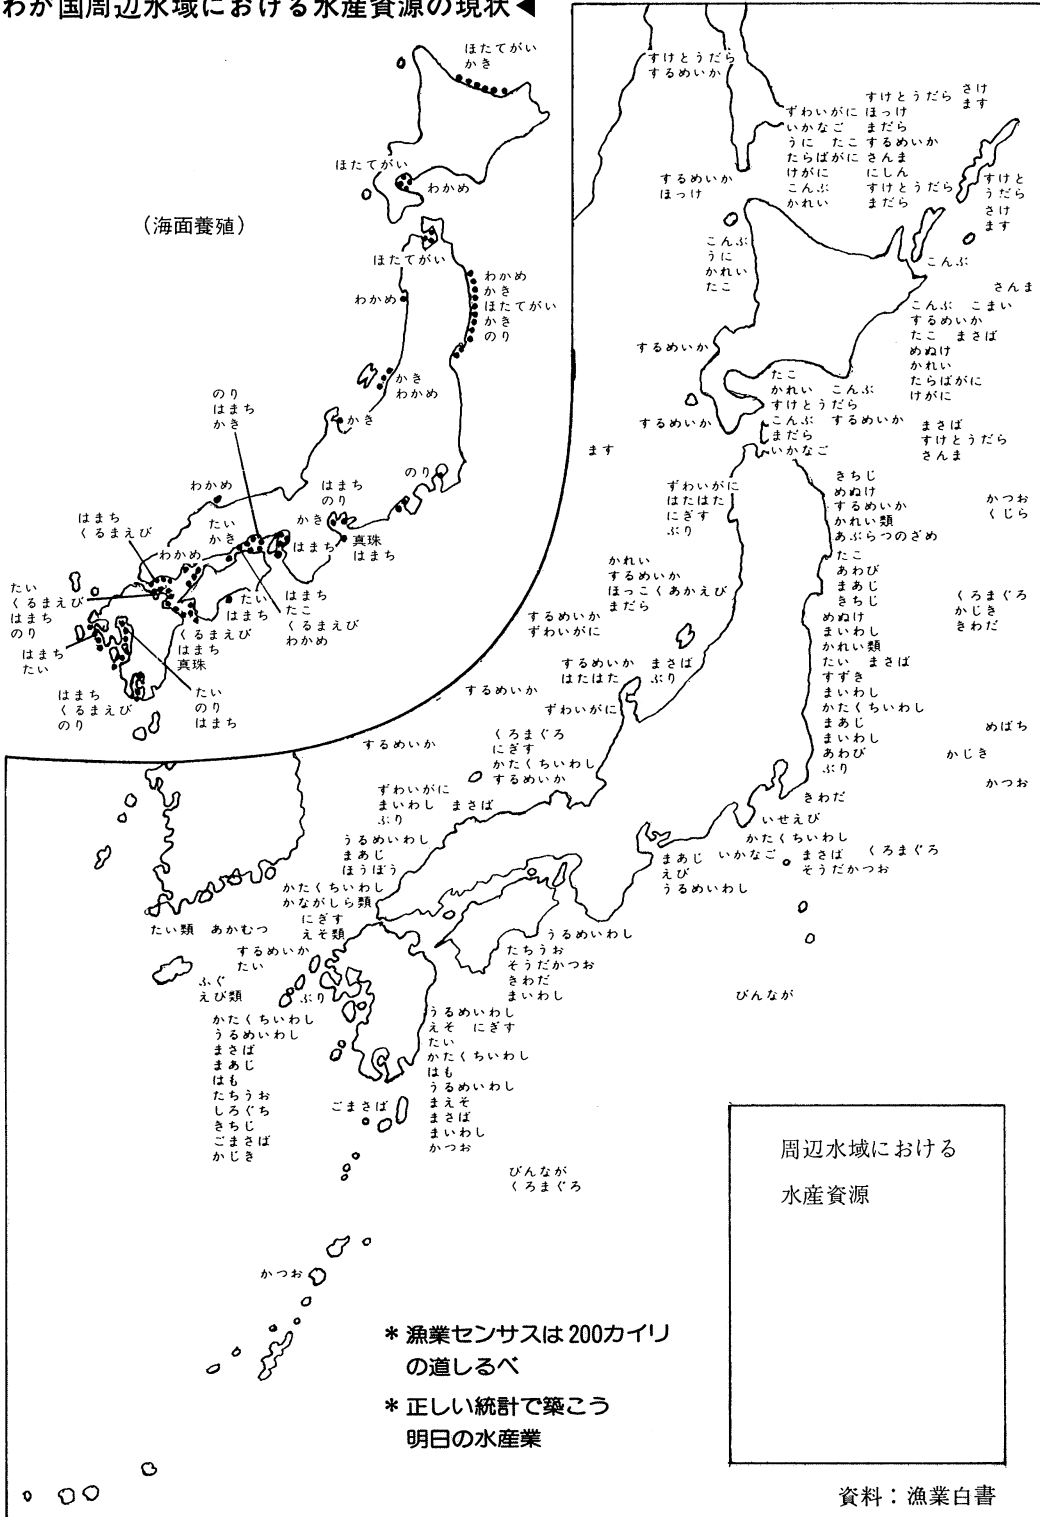 わが国周辺水域における水産資源の現状◀
ほたてがい
かき
ほたてがい
わかめ
(海面養殖)
ほたてがい
わかめ
わかめ
かき
ほたてがい
かき
のり
かき
わかめ
かき
のり
はまち
かき
のり
わかめ
はまち
のり
かき
真珠
はまち
たい
かき
はまち
はまち
くるまえび
わかめ
たい
くるまえび
はまち
のり
はまち
たい
たい
はまち
はまち
たこ
くるまえび
わかめ
くるまえび
はまち
真珠
はまち
くるまえび
のり
たい
のり
はまち
すけとうだら
するめいか
ずわいがに
いかなご
うに たこ
たらばがに
けがに
こんぶ
かれい
すけとうだら
ほっけ
まだら
するめいか
さんま
にしん
すけとうだら
まだら
さけ
ます
すけと
うだら
さけ
ます
するめいか
ほっけ
こんぶ
うに
かれい
たこ
こんぶ
さんま
こんぶ こまい
するめいか
たこ まさば
めぬけ
かれい
たらばがに
けがに
するめいか
たこ
かれい こんぶ
すけとうだら
こんぶ するめいか
まだら
いかなご
するめいか
まさば
すけとうだら
さんま
ます
ずわいがに
はたはた
にぎす
ぶり
きちじ
めぬけ
するめいか
かれい類
あぶらつのざめ
かつお
くじら
たこ
あわび
まあじ
きちじ
めぬけ
まいわし
かれい類
たい まさば
すずき
まいわし
かたくちいわし
まあじ
まいわし
あわび
ぶり
くろまぐろ
かじき
きわだ
めばち
かじき
かつお
かれい
するめいか
ほっこくあかえび
まだら
するめいか
ずわいがに
するめいか まさば
はたはた ぶり
するめいか
ずわいがに
するめいか
くろまぐろ
にぎす
かたくちいわし
するめいか
ずわいがに
まいわし まさば
ぶり
きわだ
いせえび
かたくちいわし
まあじ いかなご まさば くろまぐろ
えび そうだかつお
うるめいわし
うるめいわし
まあじ
ほうぼう
かたくちいわし
かながしら類
にぎす
えそ類
たい類 あかむつ
するめいか
たい
ふぐ
えび類
ぶり
かたくちいわし
うるめいわし
まさば
まあじ
はも
たちうお
しろぐち
きちじ
ごまさば
かじき
うるめいわし
たちうお
そうだかつお
きわだ
まいわし
びんなが
うるめいわし
えそ にぎす
たい
かたくちいわし
はも
うるめいわし
まえそ
まさば
まいわし
かつお
ごまさば
びんなが
くろまぐろ
かつお
周辺水域における
水産資源
*漁業センサスは200カイリ
の道しるべ
*正しい統計で築こう
明日の水産業
資料:漁業白書